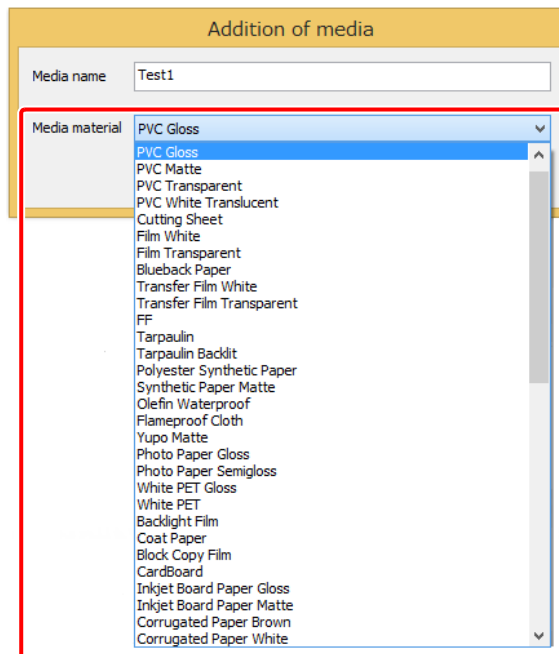 Addition of media
Media name Test1
Media material PVC Gloss
PVC Gloss
PVC Matte
PVC Transparent
PVC White Translucent
Cutting Sheet
Film White
Film Transparent
Blueback Paper
Transfer Film White
Transfer Film Transparent
FF
Tarpaulin
Tarpaulin Backlit
Polyester Synthetic Paper
Synthetic Paper Matte
Olefin Waterproof
Flameproof Cloth
Yupo Matte
Photo Paper Gloss
Photo Paper Semigloss
White PET Gloss
White PET
Backlight Film
Coat Paper
Block Copy Film
CardBoard
Inkjet Board Paper Gloss
Inkjet Board Paper Matte
Corrugated Paper Brown
Corrugated Paper White